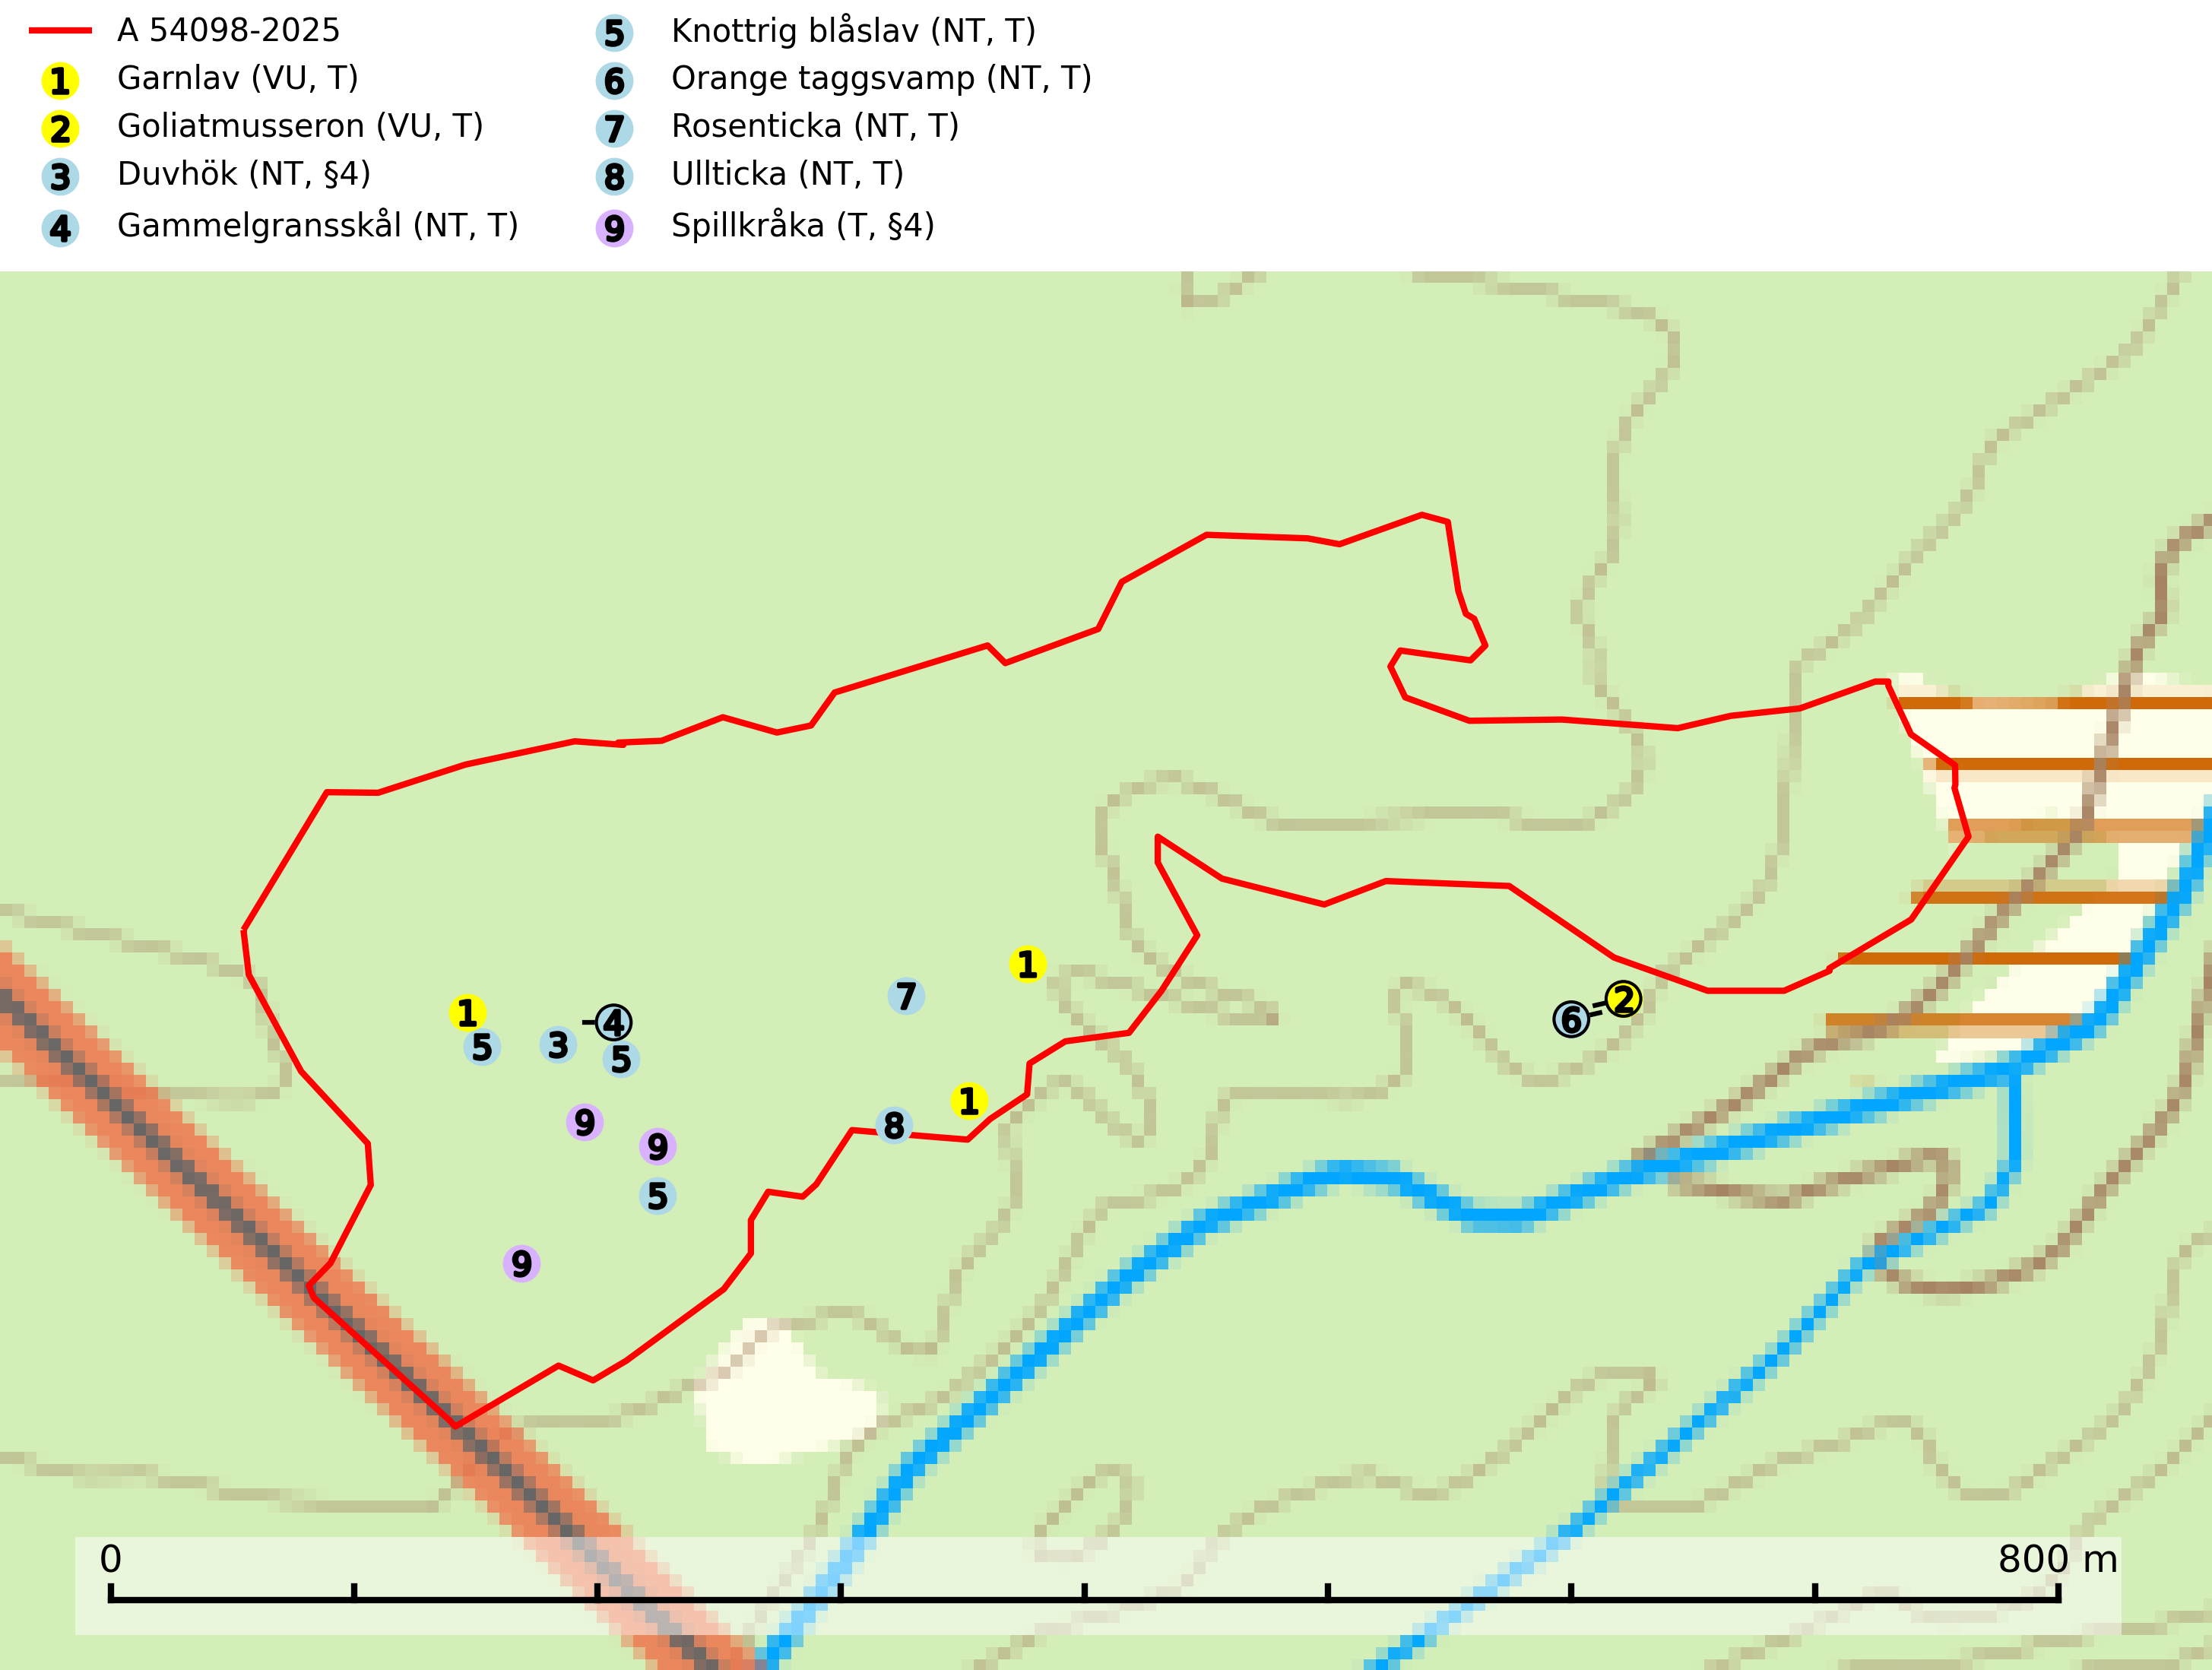 A 54098-2025
1 Garnlav (VU, T)
2 Goliatmusseron (VU, T)
3 Duvhök (NT, §4)
4 Gammelgransskål (NT, T)
5 Knottrig blåslav (NT, T)
6 Orange taggsvamp (NT, T)
7 Rosenticka (NT, T)
8 Ullticka (NT, T)
9 Spillkråka (T, §4)
1
7
2
1
4
6
5
3
5
1
9
8
9
5
9
0
800 m